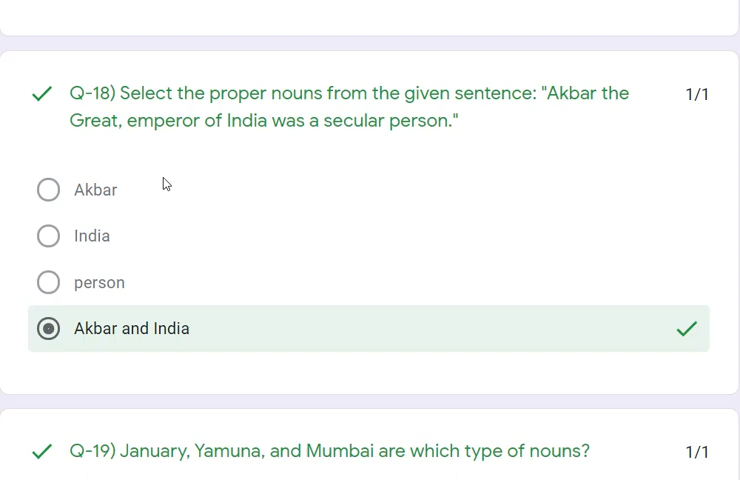 Q-18) Select the proper nouns from the given sentence: "Akbar the 1/1
Great, emperor of India was a secular person."
Akbar
India
person
Akbar and India
Q-19) January, Yamuna, and Mumbai are which type of nouns? 1/1